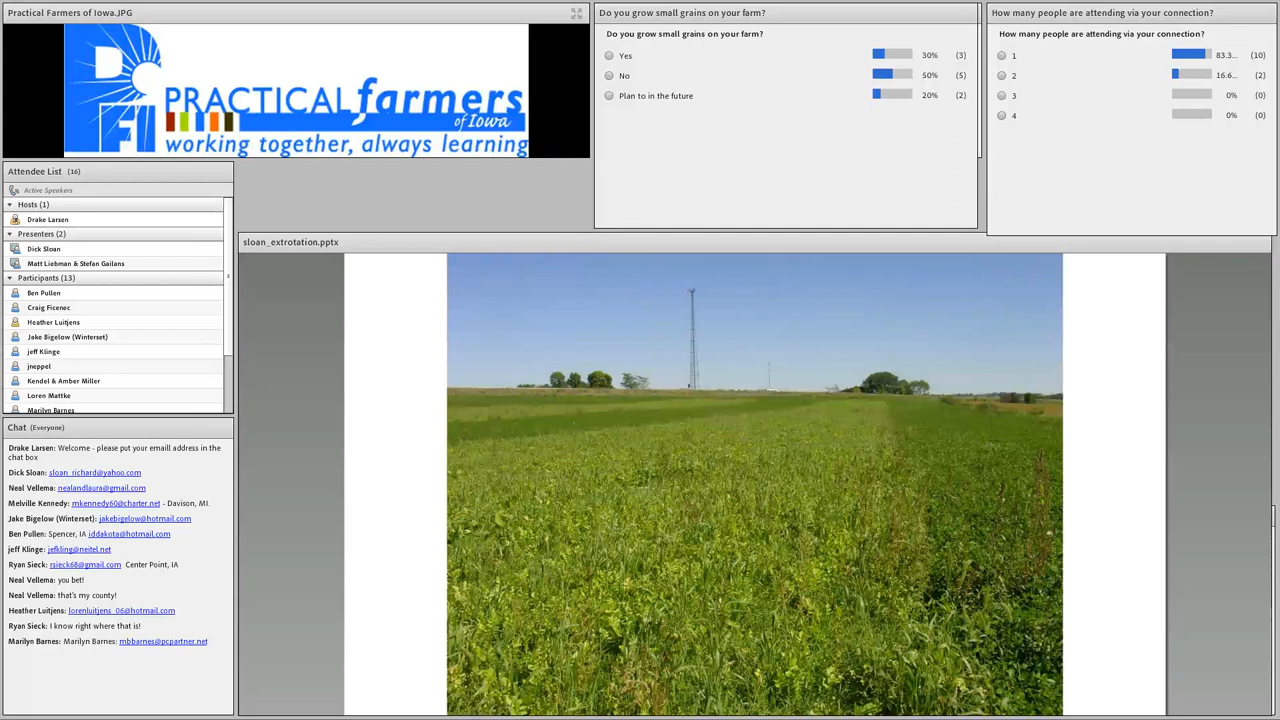 Practical Farmers of Iowa.JPG
PFI
PRACTICAL farmers
of Iowa
working together, always learning
Do you grow small grains on your farm?
Do you grow small grains on your farm?
Yes 30% (3)
No 50% (5)
Plan to in the future 20% (2)
How many people are attending via your connection?
How many people are attending via your connection?
1 83.3... (10)
2 16.6... (2)
3 0% (0)
4 0% (0)
Attendee List (16)
Active Speakers
Hosts (1)
Drake Larsen
Presenters (2)
Dick Sloan
Matt Liebman & Stefan Gailans
Participants (13)
Ben Pullen
Craig Ficenec
Heather Luitjens
Jake Bigelow (Winterset)
jeff Klinge
jneppel
Kendel & Amber Miller
Loren Mattke
Marilyn Barnes
Chat (Everyone)
Drake Larsen: Welcome - please put your emaill address in the
chat box
Dick Sloan: sloan_richard@yahoo.com
Neal Vellema: nealandlaura@gmail.com
Melville Kennedy: mkennedy60@charter.net - Davison, MI.
Jake Bigelow (Winterset): jakebigelow@hotmail.com
Ben Pullen: Spencer, IA iddakota@hotmail.com
jeff Klinge: jefkling@neitel.net
Ryan Sieck: rsieck68@gmail.com Center Point, IA
Neal Vellema: you bet!
Neal Vellema: that's my county!
Heather Luitjens: lorenluitjens_06@hotmail.com
Ryan Sieck: I know right where that is!
Marilyn Barnes: Marilyn Barnes: mbbarnes@pcpartner.net
sloan_extrotation.pptx